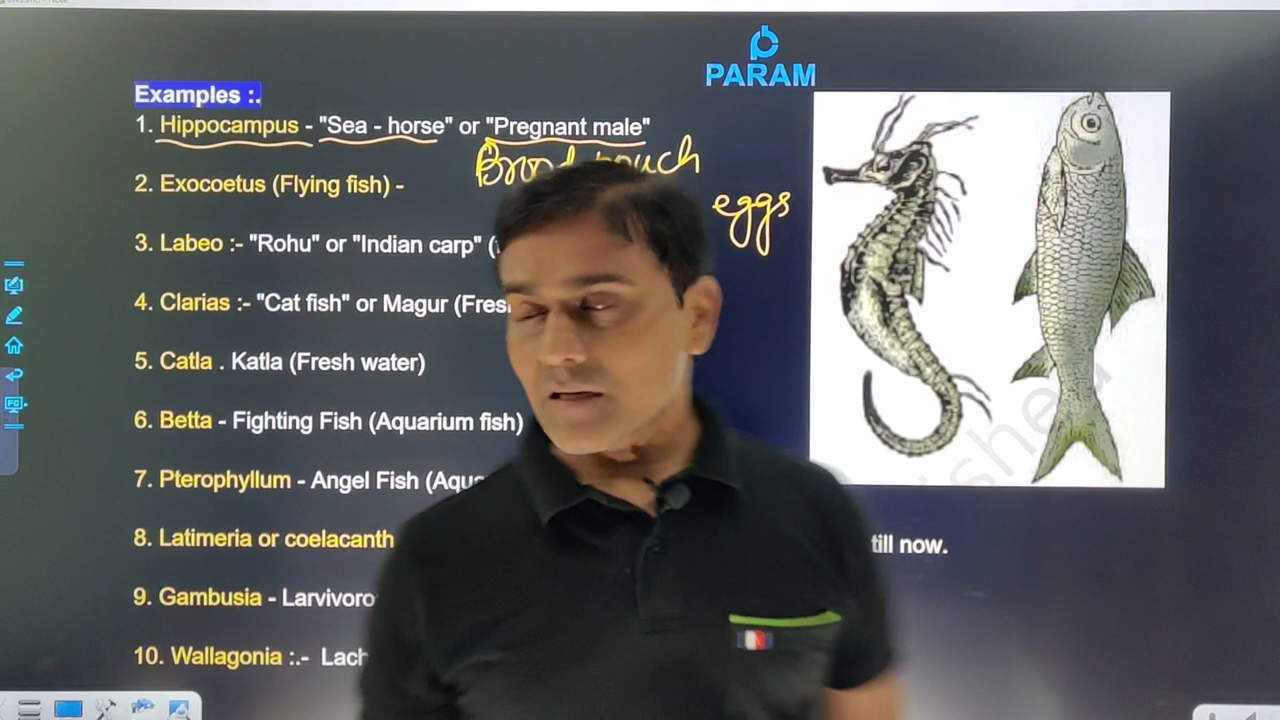 PARAM
Examples :.
1. Hippocampus - "Sea - horse" or "Pregnant male"
Brood pouch
2. Exocoetus (Flying fish) -
eggs
3. Labeo :- "Rohu" or "Indian carp" (
4. Clarias :- "Cat fish" or Magur (
5. Catla . Katla (Fresh water)
6. Betta - Fighting Fish (Aquarium fish)
7. Pterophyllum - Angel Fish (
8. Latimeria or coelacanth till now.
9. Gambusia -
10. Wallagonia :.-